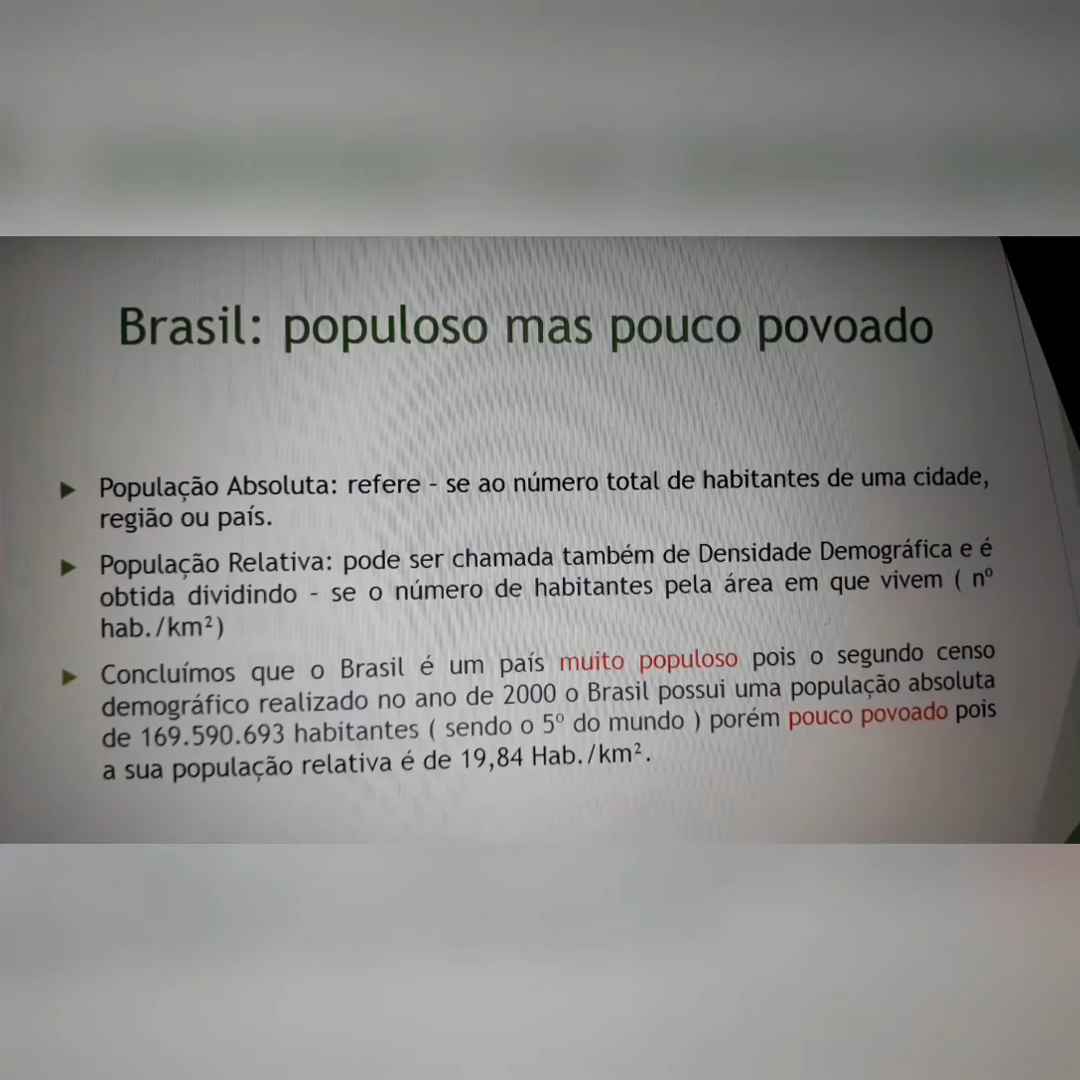 Brasil: populoso mas pouco povoado
População Absoluta: refere - se ao número total de habitantes de uma cidade,
região ou país.
População Relativa: pode ser chamada também de Densidade Demográfica e é
obtida dividindo - se o número de habitantes pela área em que vivem ( nº
hab./km²)
Concluímos que o Brasil é um país muito populoso pois o segundo censo
demográfico realizado no ano de 2000 o Brasil possui uma população absoluta
de 169.590.693 habitantes ( sendo o 5º do mundo ) porém pouco povoado pois
a sua população relativa é de 19,84 Hab./km².